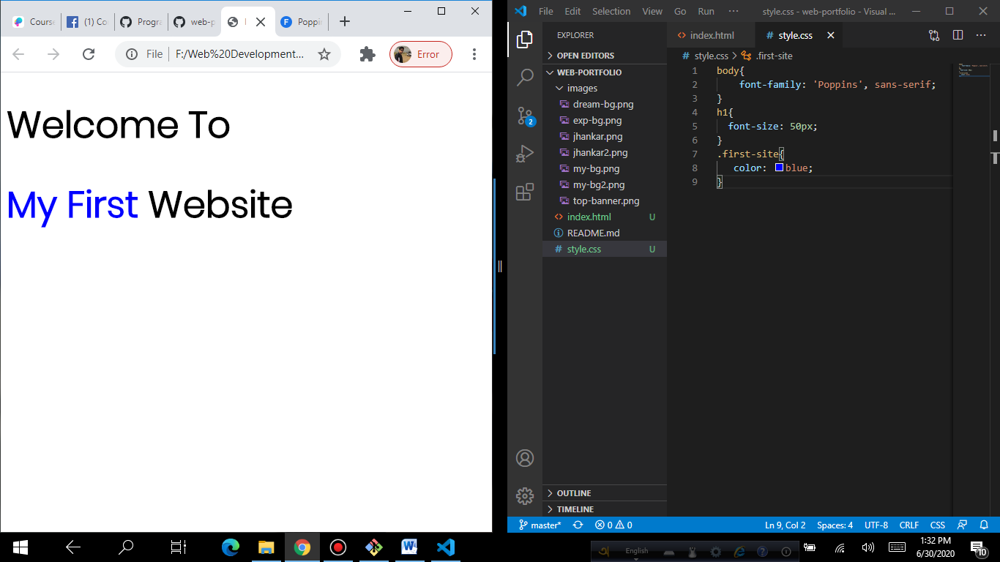 Course
(1) Co
Progra
web-p
Poppin
File
F:/Web%20Development...
Error
Welcome To
My First Website
File Edit Selection View Go Run ···
style.css - web-portfolio - Visual ...
EXPLORER
OPEN EDITORS
WEB-PORTFOLIO
images
dream-bg.png
exp-bg.png
jhankar.png
jhankar2.png
my-bg.png
my-bg2.png
top-banner.png
index.html U
README.md
# style.css U
OUTLINE
TIMELINE
2
<> index.html
# style.css
# style.css > .first-site
1 body{
2 font-family: 'Poppins', sans-serif;
3 }
4 h1{
5 font-size: 50px;
6 }
7 .first-site{
8 color: blue;
9 }
master* 0 0 Ln 9, Col 2 Spaces: 4 UTF-8 CRLF CSS
English
1:32 PM
6/30/2020
10